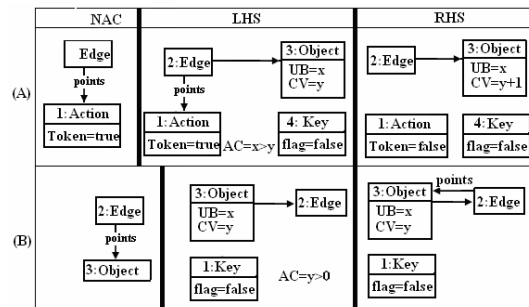 NAC
LHS
RHS
(A)
Edge
points
1:Action
Token=true
2:Edge
points
1:Action
Token=true
3:Object
UB=x
CV=y
AC=x>y
4:Key
flag=false
2:Edge
3:Object
UB=x
CV=y+1
1:Action
Token=false
4:Key
flag=false
(B)
2:Edge
points
3:Object
3:Object
UB=x
CV=y
2:Edge
1:Key
flag=false
AC=y>0
points
3:Object
UB=x
CV=y
2:Edge
1:Key
flag=false